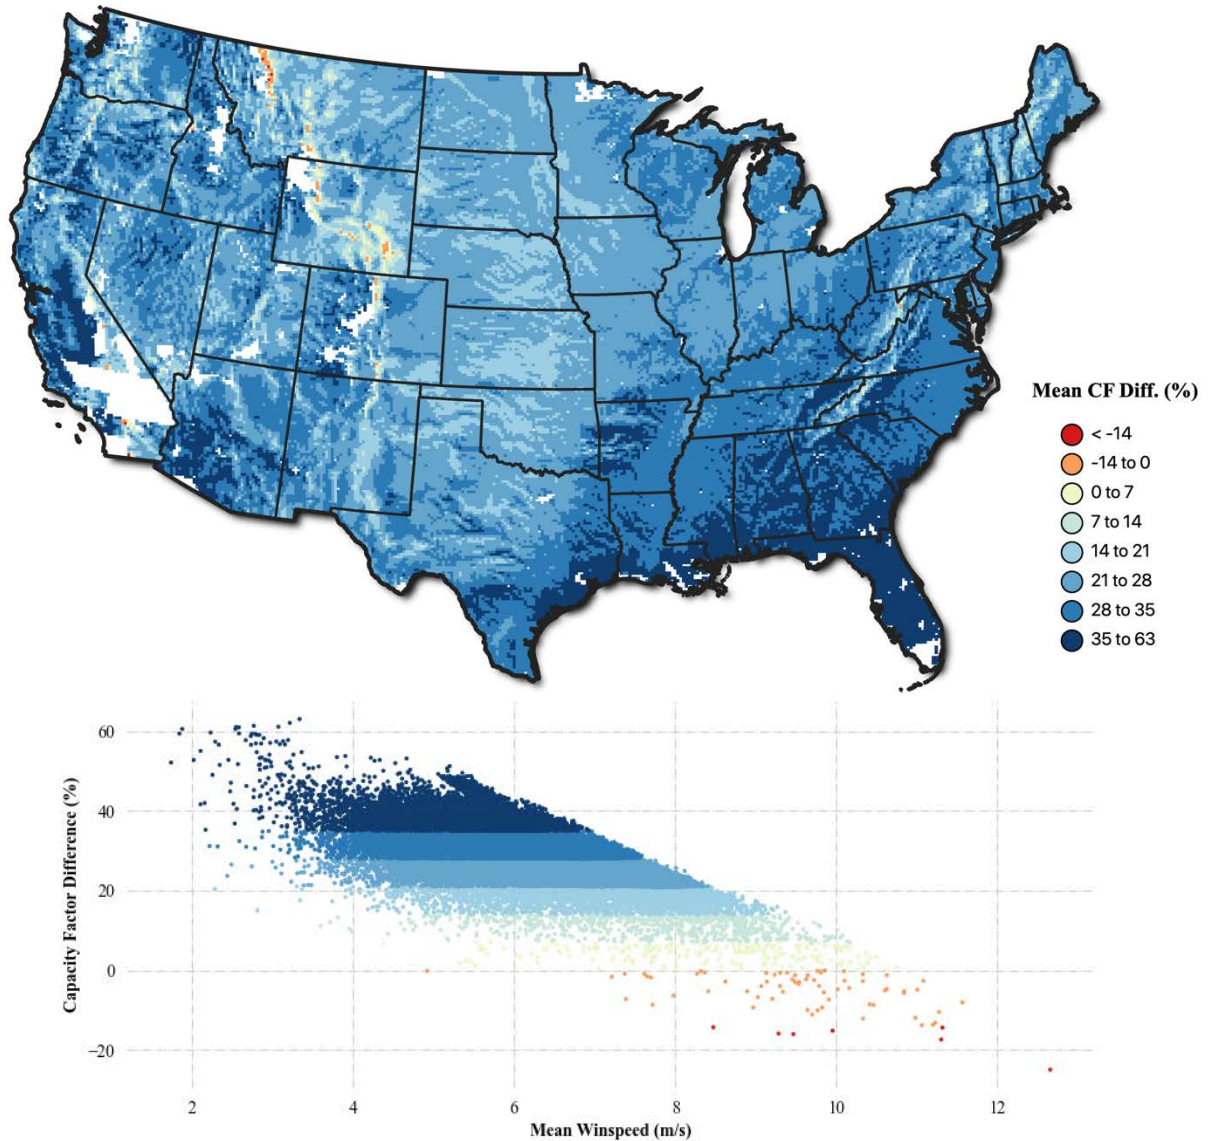 Mean CF Diff. (%)
< -14
-14 to 0
0 to 7
7 to 14
14 to 21
21 to 28
28 to 35
35 to 63
Capacity Factor Difference (%)
60
40
20
0
−20
2 4 6 8 10 12
Mean Winspeed (m/s)